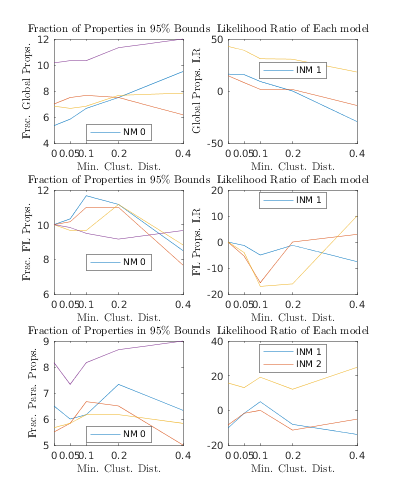 Fraction of Properties in 95% Bounds
Frac. Global Props.
12
10
8
6
4
NM 0
0 0.05 0.1 0.2 0.4
Min. Clust. Dist.
Likelihood Ratio of Each model
Global Props. LR
50
0
-50
INM 1
0 0.05 0.1 0.2 0.4
Min. Clust. Dist.
Fraction of Properties in 95% Bounds
Frac. FI. Props.
12
10
8
6
NM 0
0 0.05 0.1 0.2 0.4
Min. Clust. Dist.
Likelihood Ratio of Each model
FI. Props. LR
20
10
0
-10
-20
INM 1
0 0.05 0.1 0.2 0.4
Min. Clust. Dist.
Fraction of Properties in 95% Bounds
Frac. Para. Props.
9
8
7
6
5
NM 0
0 0.05 0.1 0.2 0.4
Min. Clust. Dist.
Likelihood Ratio of Each model
40
20
0
-20
INM 1
INM 2
0 0.05 0.1 0.2 0.4
Min. Clust. Dist.